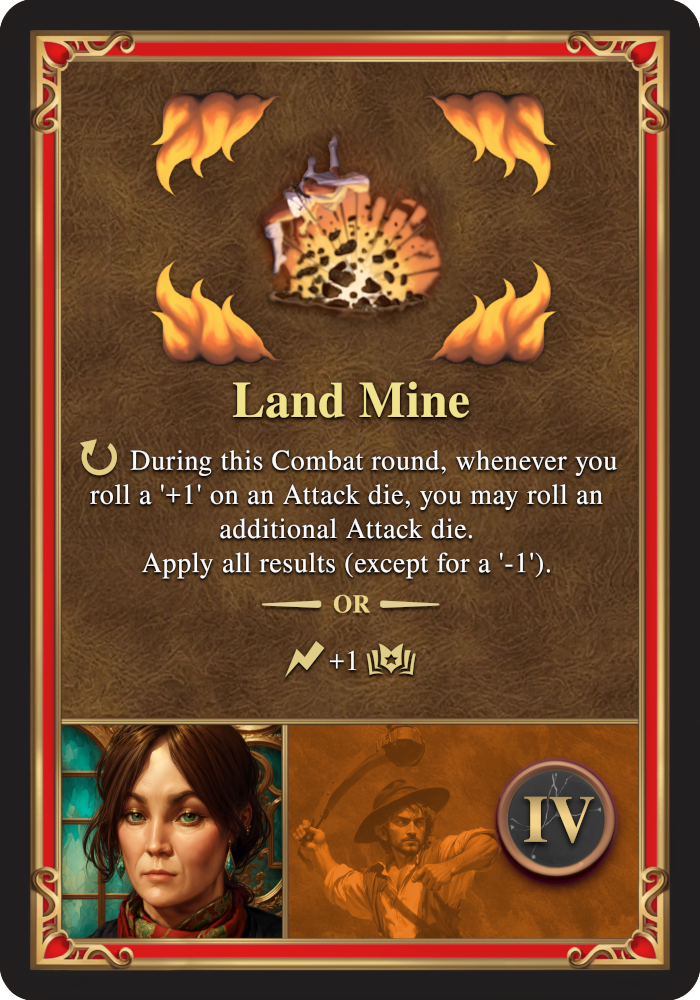 Land Mine
During this Combat round, whenever you
roll a '+1' on an Attack die, you may roll an
additional Attack die.
Apply all results (except for a '-1').
OR
+1
IV